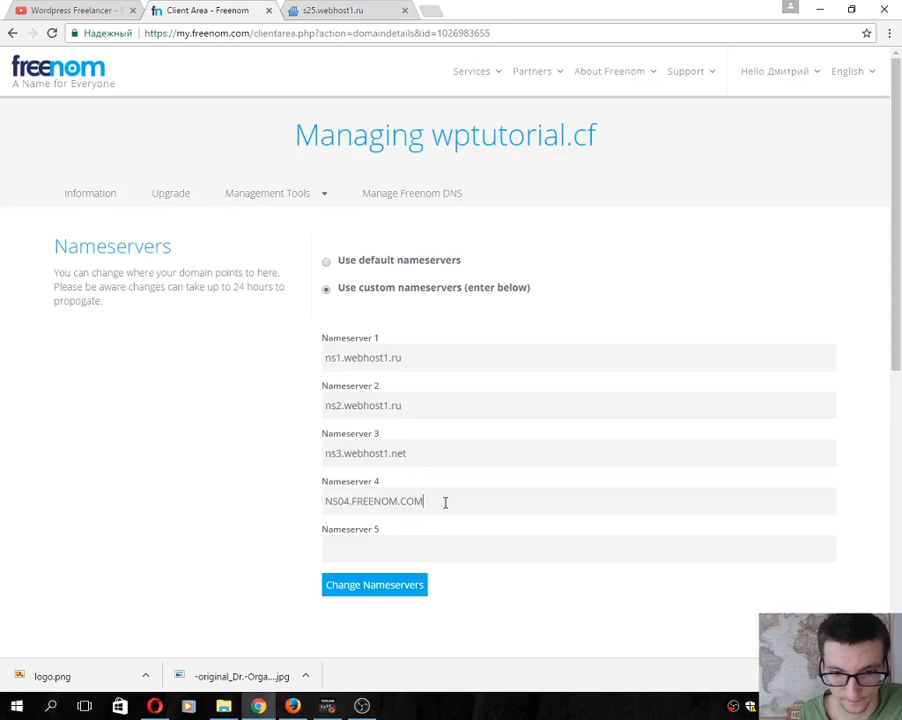 Wordpress Freelancer -
Client Area - Freenom
s25.webhost1.ru
Надежный
https://my.freenom.com/clientarea.php?action=domaindetails&id=1026983655
freenom
A Name for Everyone
Services
Partners
About Freenom
Support
Hello Дмитрий
English
Managing wptutorial.cf
Information
Upgrade
Management Tools
Manage Freenom DNS
Nameservers
You can change where your domain points to here.
Please be aware changes can take up to 24 hours to
propogate.
Use default nameservers
Use custom nameservers (enter below)
Nameserver 1
ns1.webhost1.ru
Nameserver 2
ns2.webhost1.ru
Nameserver 3
ns3.webhost1.net
Nameserver 4
NS04.FREENOM.COM
Nameserver 5
Change Nameservers
logo.png
-original_Dr.-Orga....jpg